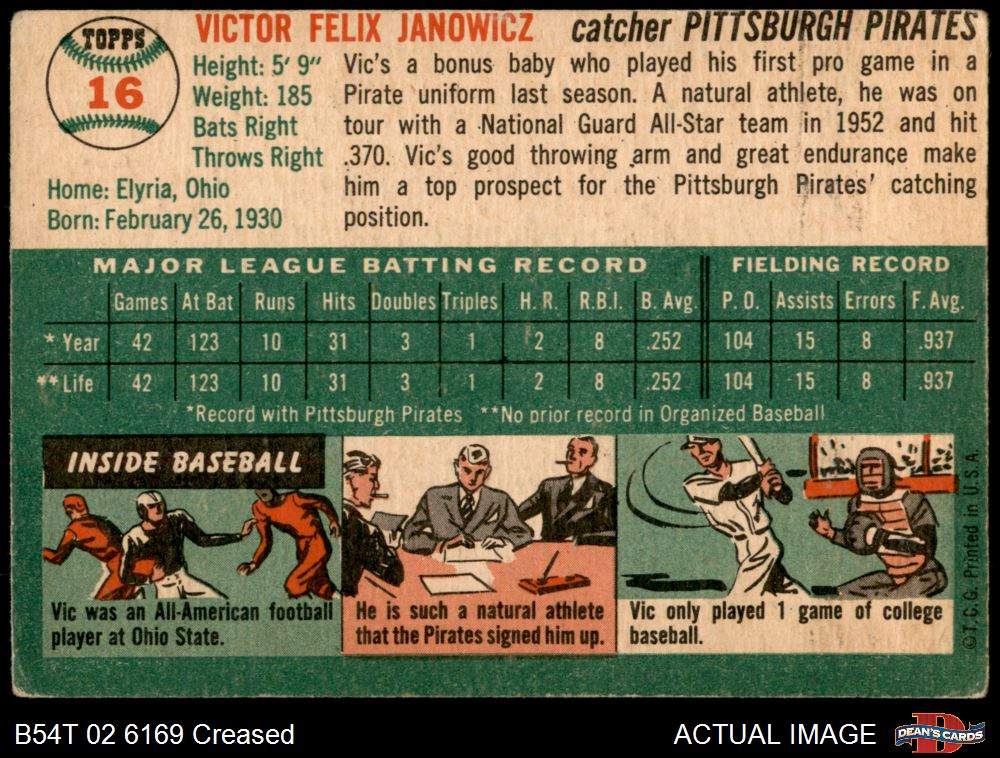 TOPPS
16
VICTOR FELIX JANOWICZ catcher PITTSBURGH PIRATES
Height: 5' 9"
Weight: 185
Bats Right
Throws Right
Home: Elyria, Ohio
Born: February 26, 1930
Vic's a bonus baby who played his first pro game in a
Pirate uniform last season. A natural athlete, he was on
tour with a National Guard All-Star team in 1952 and hit
.370. Vic's good throwing arm and great endurance make
him a top prospect for the Pittsburgh Pirates' catching
position.
MAJOR LEAGUE BATTING RECORD FIELDING RECORD
Games At Bat Runs Hits Doubles Triples H. R. R.B.I. B. Avg. P. O. Assists Errors F. Avg.
* Year 42 123 10 31 3 1 2 8 .252 104 15 8 .937
** Life 42 123 10 31 3 1 2 8 .252 104 15 8 .937
*Record with Pittsburgh Pirates **No prior record in Organized Baseball
INSIDE BASEBALL
Vic was an All-American football
player at Ohio State.
He is such a natural athlete
that the Pirates signed him up.
Vic only played 1 game of college
baseball.
© T.C.G. Printed in U.S.A.
B54T 02 6169 Creased
ACTUAL IMAGE
D
DEAN'S CARDS